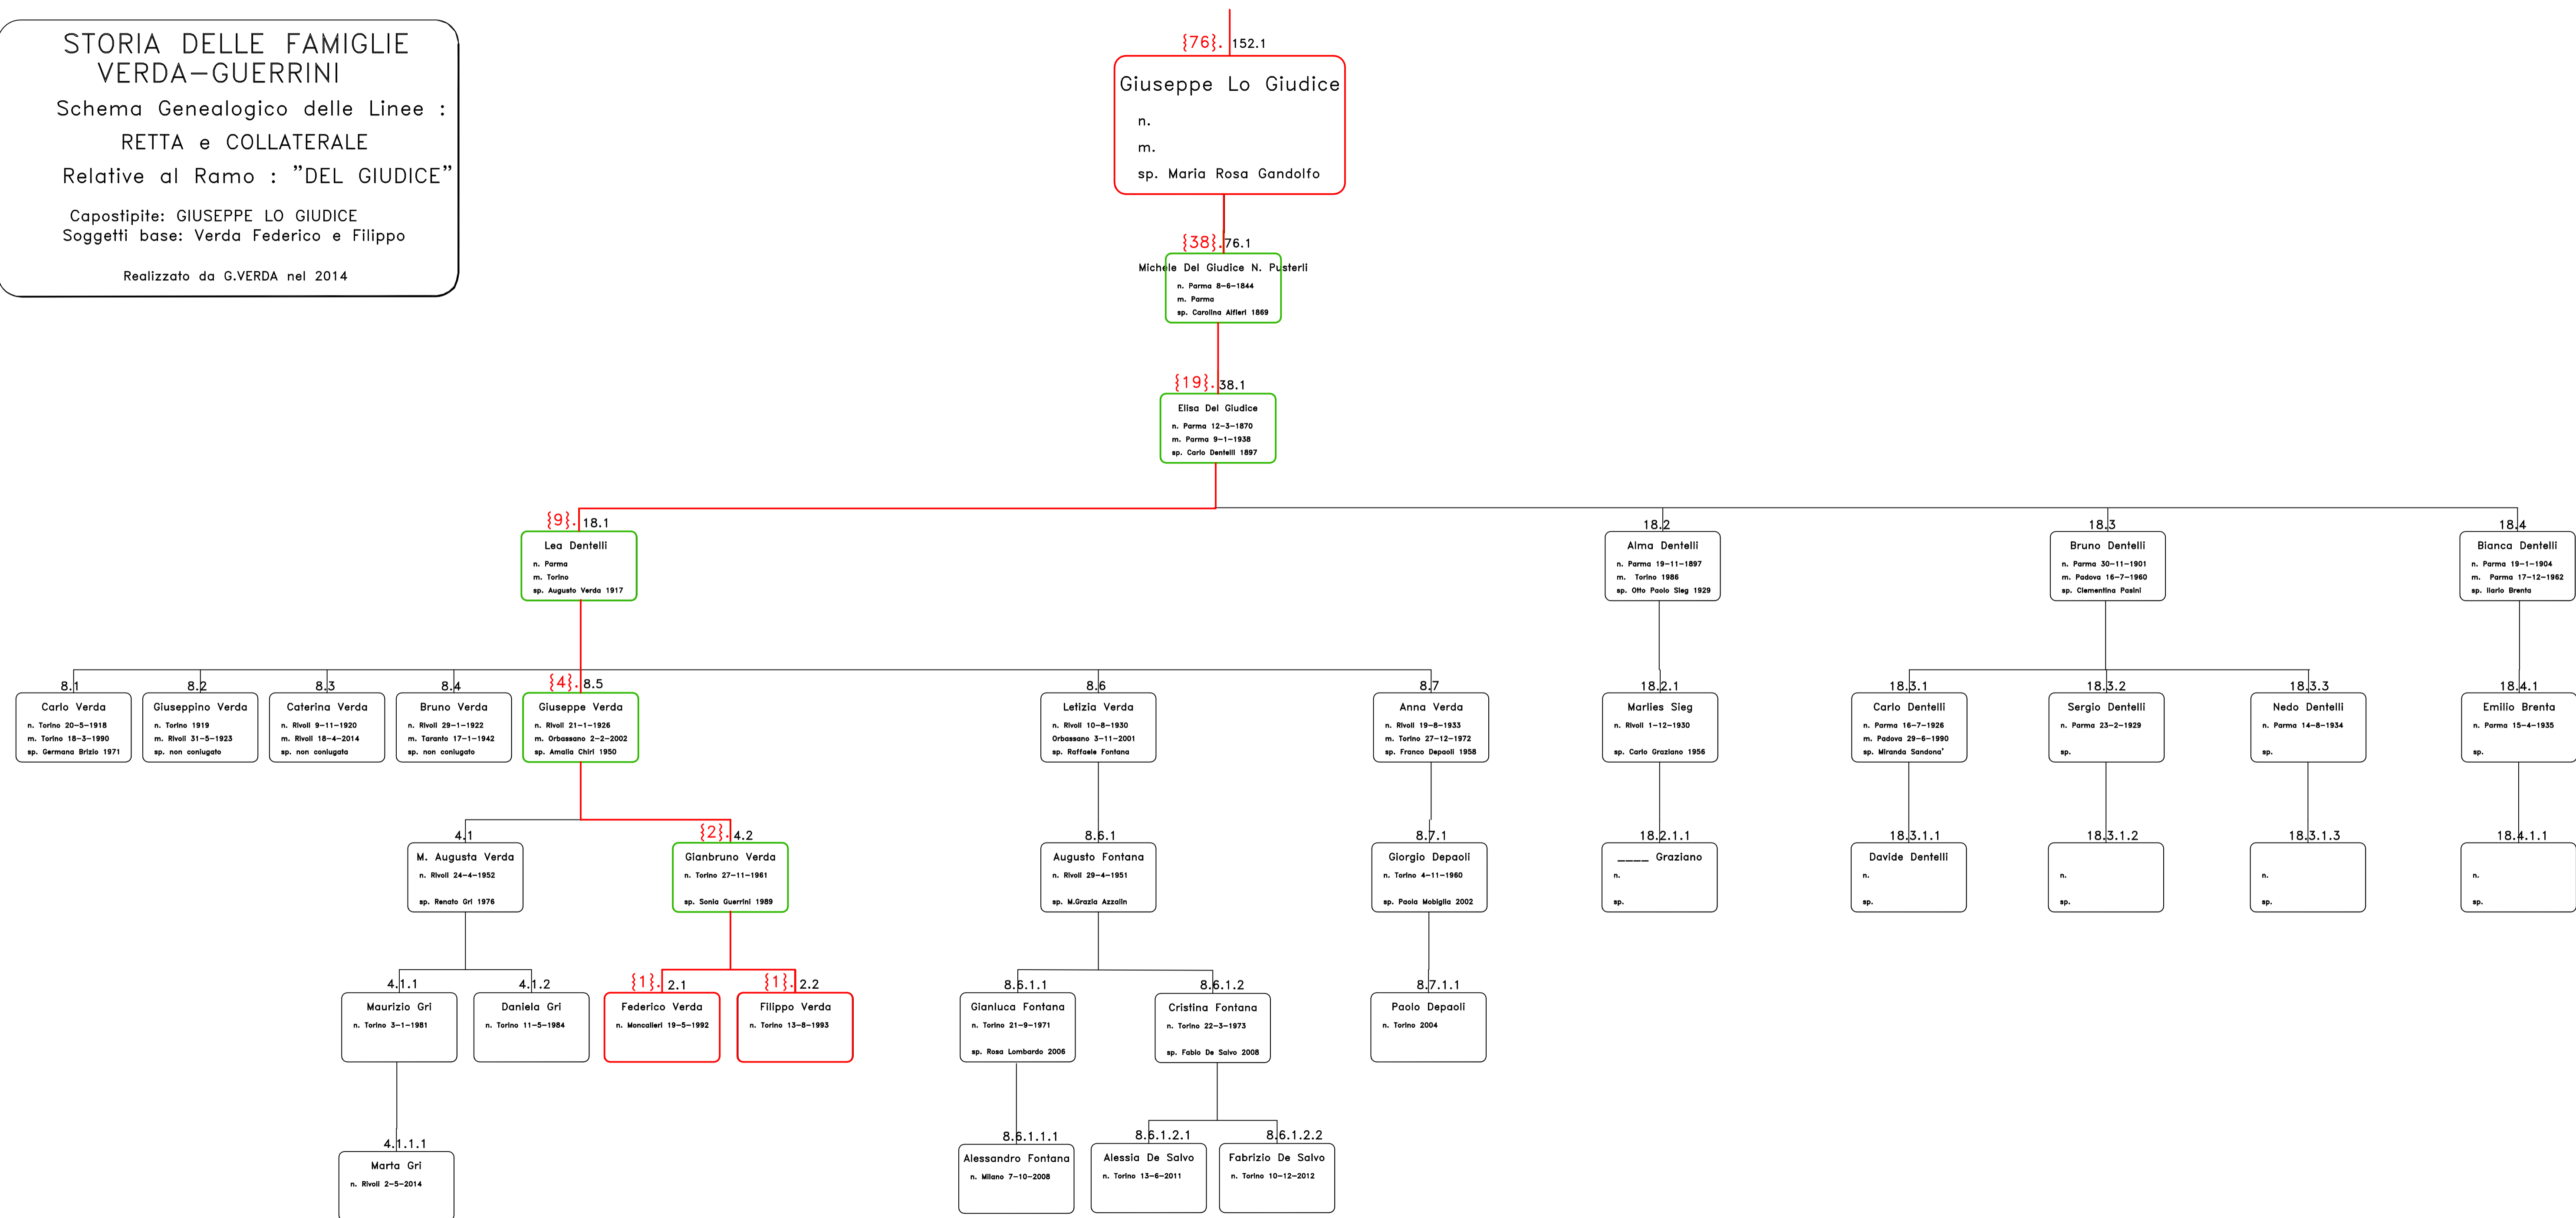 STORIA DELLE FAMIGLIE
VERDA-GUERRINI
Schema Genealogico delle Linee :
RETTA e COLLATERALE
Relative al Ramo : "DEL GIUDICE"
Capostipite: GIUSEPPE LO GIUDICE
Soggetti base: Verda Federico e Filippo
Realizzato da G.VERDA nel 2014
{76}. 152.1
Giuseppe Lo Giudice
n.
m.
sp. Maria Rosa Gandolfo
{38}. 76.1
Michele Del Giudice N. Pusterli
n. Parma 8-6-1844
m. Parma
sp. Carolina Alfieri 1869
{19}. 38.1
Elisa Del Giudice
n. Parma 12-3-1870
m. Parma 9-1-1938
sp. Carlo Dentelli 1897
{9}. 18.1
Lea Dentelli
n. Parma
m. Torino
sp. Augusto Verda 1917
18.2
Alma Dentelli
n. Parma 19-11-1897
m. Torino 1986
sp. Otto Paolo Sieg 1929
18.3
Bruno Dentelli
n. Parma 30-11-1901
m. Padova 16-7-1960
sp. Clementina Pasini
18.4
Bianca Dentelli
n. Parma 19-1-1904
m. Parma 17-12-1962
sp. Ilario Brenta
8.1
Carlo Verda
n. Torino 20-5-1918
m. Torino 18-3-1990
sp. Germana Brizio 1971
8.2
Giuseppino Verda
n. Torino 1919
m. Rivoli 31-5-1923
sp. non coniugato
8.3
Caterina Verda
n. Rivoli 9-11-1920
m. Rivoli 18-4-2014
sp. non coniugata
8.4
Bruno Verda
n. Rivoli 29-1-1922
m. Taranto 17-1-1942
sp. non coniugato
{4}. 8.5
Giuseppe Verda
n. Rivoli 21-1-1926
m. Orbassano 2-2-2002
sp. Amalia Chiri 1950
8.6
Letizia Verda
n. Rivoli 10-8-1930
Orbassano 3-11-2001
sp. Raffaele Fontana
8.7
Anna Verda
n. Rivoli 19-8-1933
m. Torino 27-12-1972
sp. Franco Depaoli 1958
18.2.1
Marlies Sieg
n. Rivoli 1-12-1930
sp. Carlo Graziano 1956
18.3.1
Carlo Dentelli
n. Parma 16-7-1926
m. Padova 29-6-1990
sp. Miranda Sandona'
18.3.2
Sergio Dentelli
n. Parma 23-2-1929
sp.
18.3.3
Nedo Dentelli
n. Parma 14-8-1934
sp.
18.4.1
Emilio Brenta
n. Parma 15-4-1935
sp.
4.1
M. Augusta Verda
n. Rivoli 24-4-1952
sp. Renato Gri 1976
{2}. 4.2
Gianbruno Verda
n. Torino 27-11-1961
sp. Sonia Guerrini 1989
8.6.1
Augusto Fontana
n. Rivoli 29-4-1951
sp. M.Grazia Azzalin
8.7.1
Giorgio Depaoli
n. Torino 4-11-1960
sp. Paola Mobiglia 2002
18.2.1.1
____ Graziano
n.
sp.
18.3.1.1
Davide Dentelli
n.
sp.
18.3.1.2
n.
sp.
18.3.1.3
n.
sp.
18.4.1.1
n.
sp.
4.1.1
Maurizio Gri
n. Torino 3-1-1981
4.1.2
Daniela Gri
n. Torino 11-5-1984
{1}. 2.1
Federico Verda
n. Moncalieri 19-5-1992
{1}. 2.2
Filippo Verda
n. Torino 13-8-1993
8.6.1.1
Gianluca Fontana
n. Torino 21-9-1971
sp. Rosa Lombardo 2006
8.6.1.2
Cristina Fontana
n. Torino 22-3-1973
sp. Fabio De Salvo 2008
8.7.1.1
Paolo Depaoli
n. Torino 2004
4.1.1.1
Marta Gri
n. Rivoli 2-5-2014
8.6.1.1.1
Alessandro Fontana
n. Milano 7-10-2008
8.6.1.2.1
Alessia De Salvo
n. Torino 13-6-2011
8.6.1.2.2
Fabrizio De Salvo
n. Torino 10-12-2012